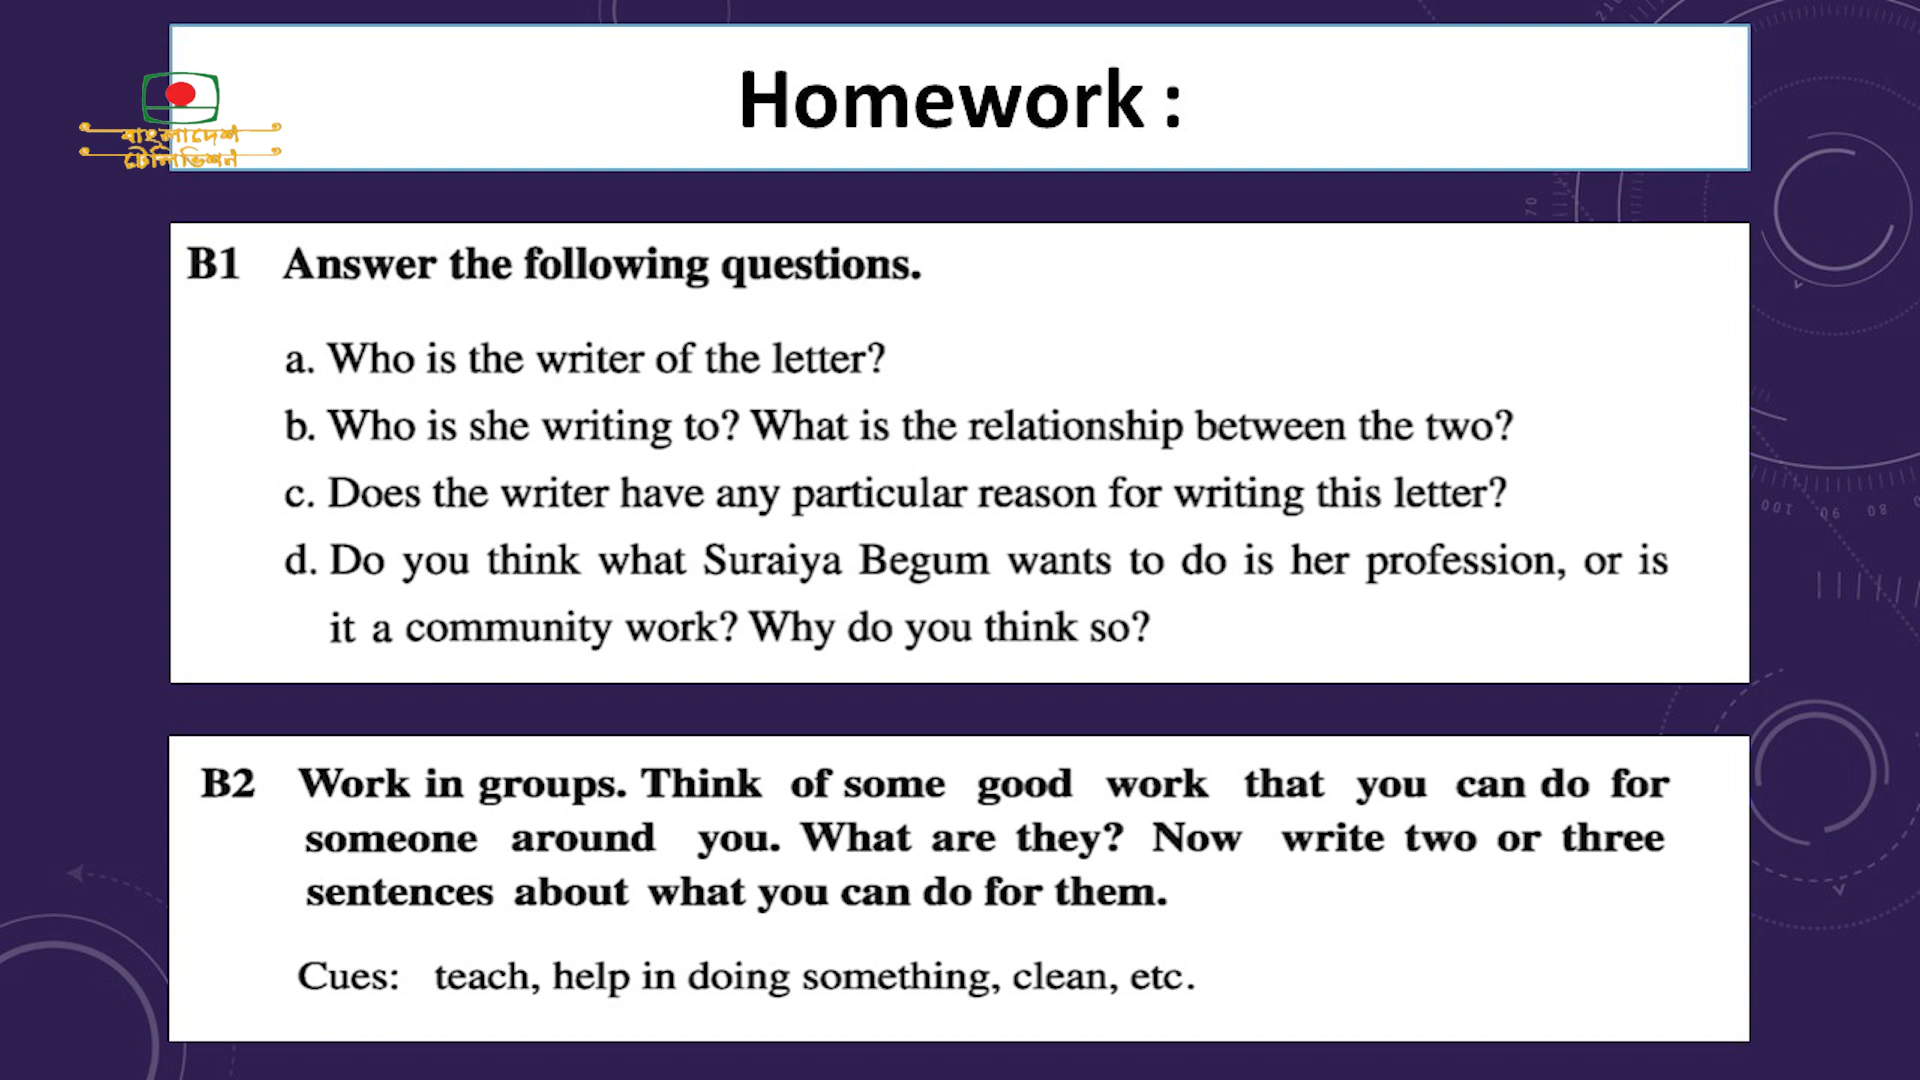 Homework :
বাংলাদেশ
টেলিভিশন
B1 Answer the following questions.
a. Who is the writer of the letter?
b. Who is she writing to? What is the relationship between the two?
c. Does the writer have any particular reason for writing this letter?
d. Do you think what Suraiya Begum wants to do is her profession, or is
it a community work? Why do you think so?
B2 Work in groups. Think of some good work that you can do for
someone around you. What are they? Now write two or three
sentences about what you can do for them.
Cues: teach, help in doing something, clean, etc.
70
100 90 80